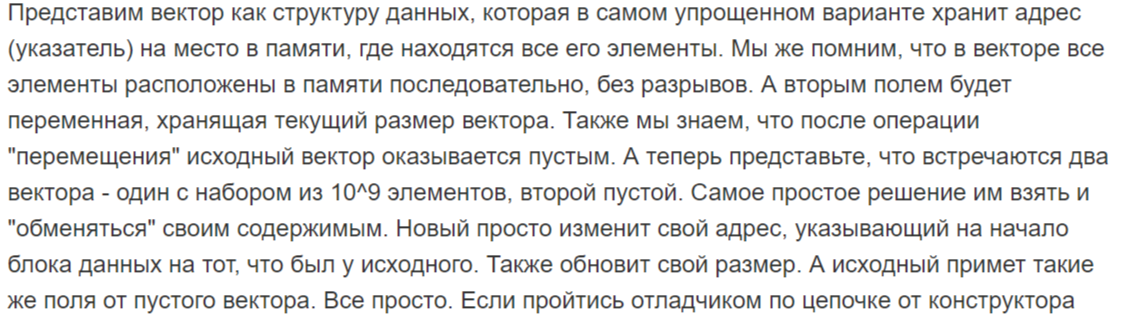 Представим вектор как структуру данных, которая в самом упрощенном варианте хранит адрес
(указатель) на место в памяти, где находятся все его элементы. Мы же помним, что в векторе все
элементы расположены в памяти последовательно, без разрывов. А вторым полем будет
переменная, хранящая текущий размер вектора. Также мы знаем, что после операции
"перемещения" исходный вектор оказывается пустым. А теперь представьте, что встречаются два
вектора - один с набором из 10^9 элементов, второй пустой. Самое простое решение им взять и
"обменяться" своим содержимым. Новый просто изменит свой адрес, указывающий на начало
блока данных на тот, что был у исходного. Также обновит свой размер. А исходный примет такие
же поля от пустого вектора. Все просто. Если пройтись отладчиком по цепочке от конструктора